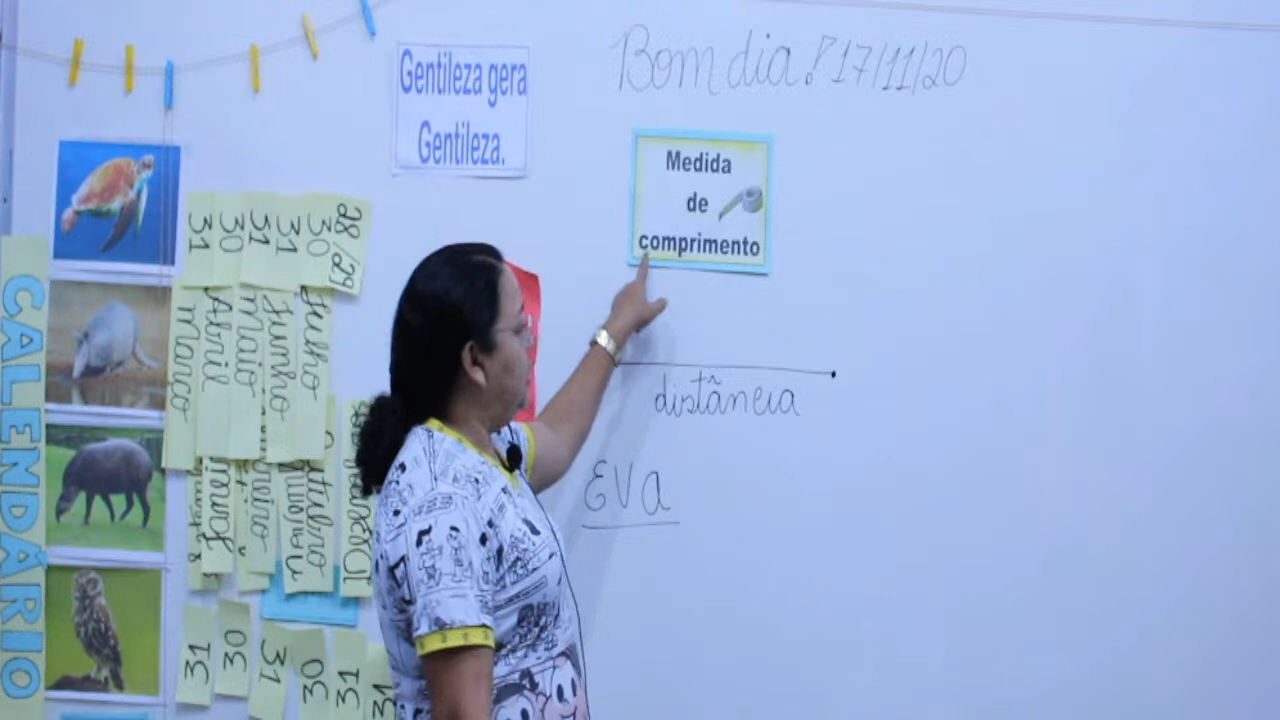 Bom dia! 17/11/20
Gentileza gera
Gentileza.
Medida
de
comprimento
distância
Eva
CALENDÁRIO
31
30
31
31
30
28/29
Março
Abril
Maio
Junho
Julho
31
30
31
30
31
31